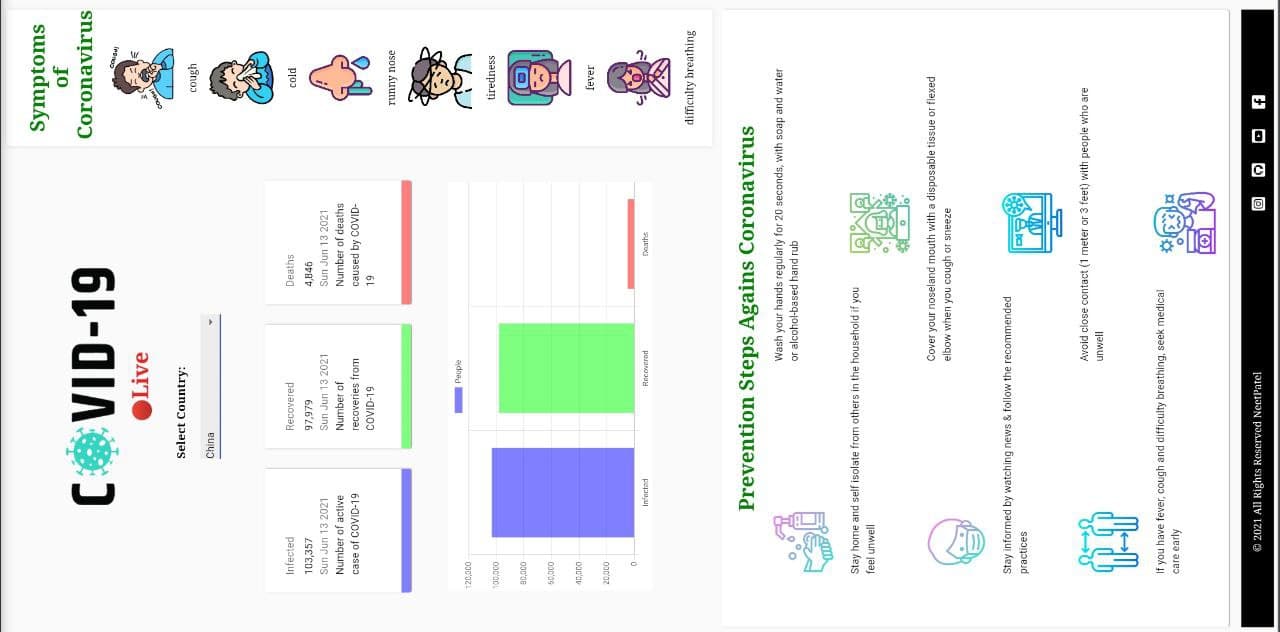 COVID-19
Live
Select Country:
China
Infected
103,357
Sun Jun 13 2021
Number of active
case of COVID-19
Recovered
97,979
Sun Jun 13 2021
Number of
recoveries from
COVID-19
Deaths
4,846
Sun Jun 13 2021
Number of deaths
caused by COVID-
19
People
120,000
100,000
80,000
60,000
40,000
20,000
0
Infected
Recovered
Deaths
Symptoms
of
Coronavirus
COUGH!
COUGH!
cough
cold
runny nose
tiredness
fever
difficulty breathing
Prevention Steps Agains Coronavirus
Wash your hands regularly for 20 seconds, with soap and water
or alcohol-based hand rub
Stay home and self isolate from others in the household if you
feel unwell
Cover your noseland mouth with a disposable tissue or flexed
elbow when you cough or sneeze
Stay informed by watching news & follow the recommended
practices
Avoid close contact (1 meter or 3 feet) with people who are
unwell
If you have fever, cough and difficulty breathing, seek medical
care early
© 2021 All Rights Reserved NeetPatel